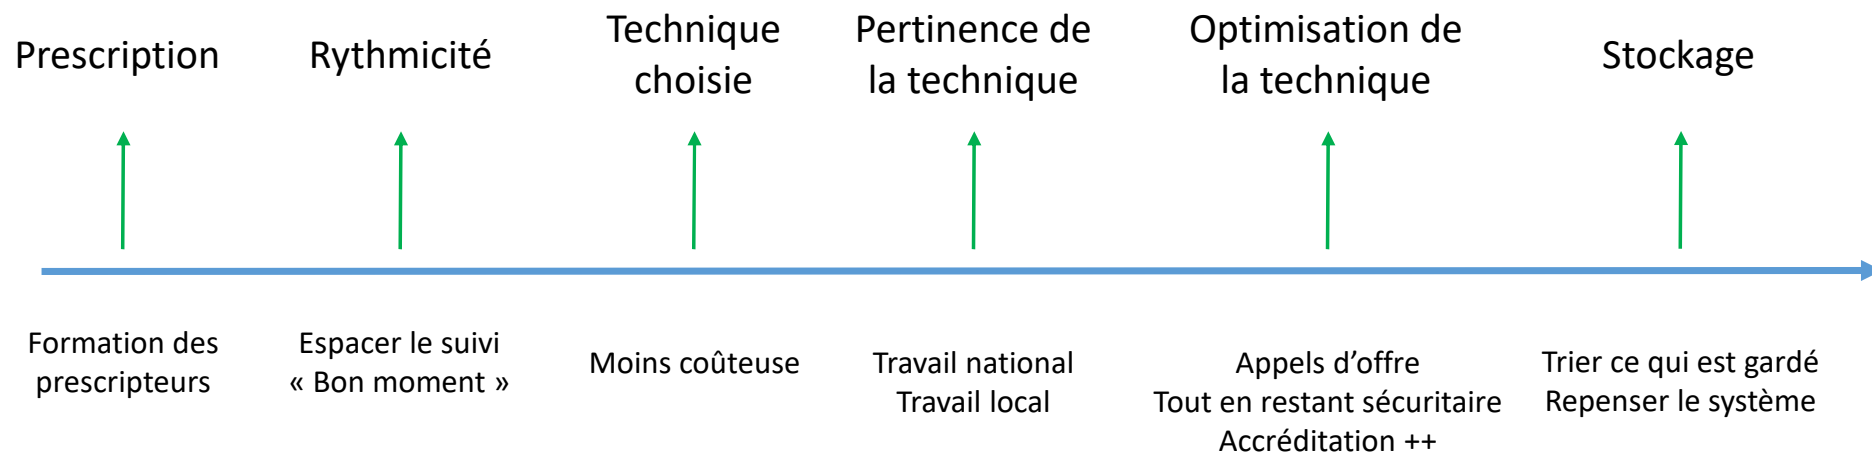 Prescription
Rythmicité
Technique
choisie
Pertinence de
la technique
Optimisation de
la technique
Stockage
Formation des
prescripteurs
Espacer le suivi
« Bon moment »
Moins coûteuse
Travail national
Travail local
Appels d’offre
Tout en restant sécuritaire
Accréditation ++
Trier ce qui est gardé
Repenser le système